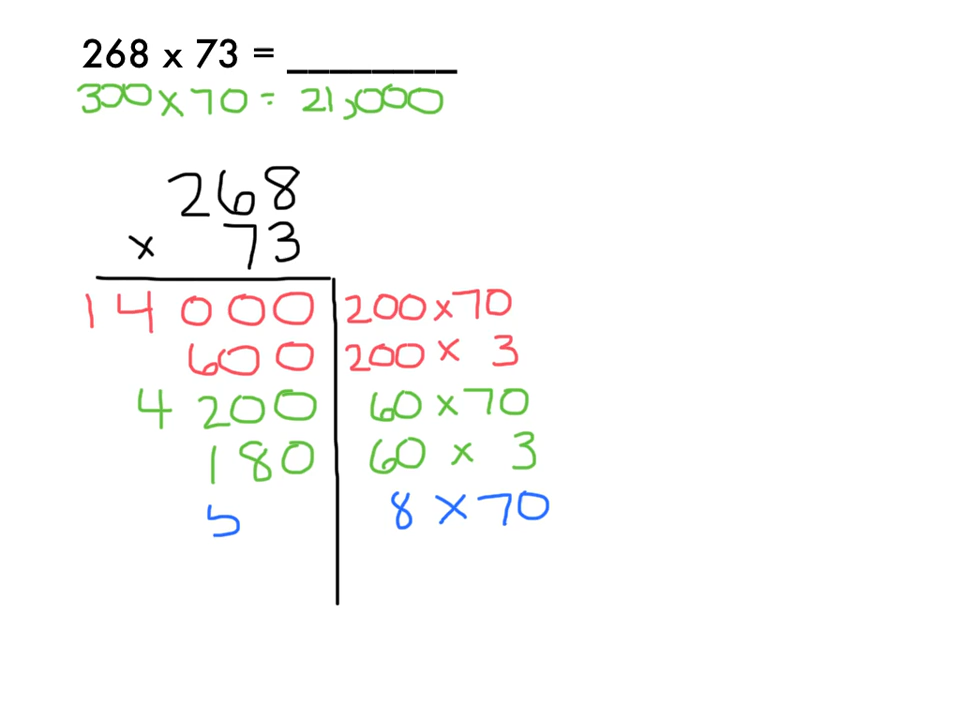 268 x 73 = ________
300 x 70 = 21,000
268
x 73
14000 200 x 70
600 200 x 3
4200 60 x 70
180 60 x 3
5 8 x 70